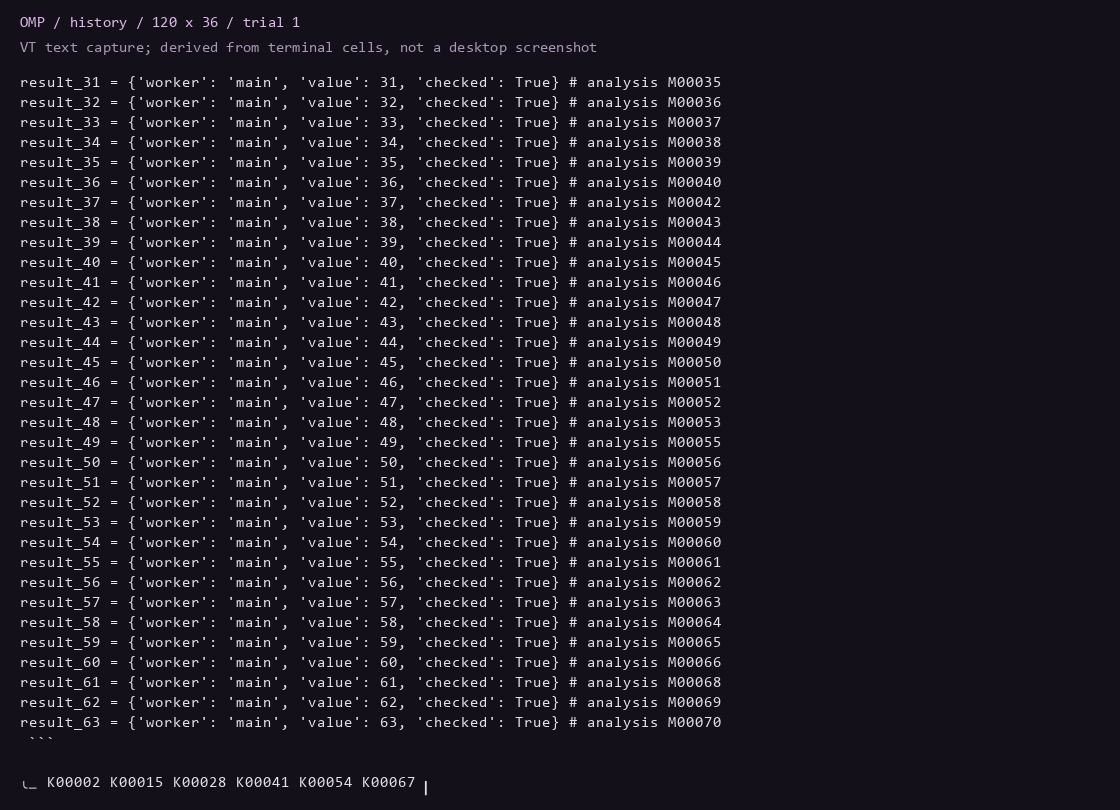 OMP / history / 120 x 36 / trial 1
VT text capture; derived from terminal cells, not a desktop screenshot
result_31 = {'worker': 'main', 'value': 31, 'checked': True} # analysis M00035
result_32 = {'worker': 'main', 'value': 32, 'checked': True} # analysis M00036
result_33 = {'worker': 'main', 'value': 33, 'checked': True} # analysis M00037
result_34 = {'worker': 'main', 'value': 34, 'checked': True} # analysis M00038
result_35 = {'worker': 'main', 'value': 35, 'checked': True} # analysis M00039
result_36 = {'worker': 'main', 'value': 36, 'checked': True} # analysis M00040
result_37 = {'worker': 'main', 'value': 37, 'checked': True} # analysis M00042
result_38 = {'worker': 'main', 'value': 38, 'checked': True} # analysis M00043
result_39 = {'worker': 'main', 'value': 39, 'checked': True} # analysis M00044
result_40 = {'worker': 'main', 'value': 40, 'checked': True} # analysis M00045
result_41 = {'worker': 'main', 'value': 41, 'checked': True} # analysis M00046
result_42 = {'worker': 'main', 'value': 42, 'checked': True} # analysis M00047
result_43 = {'worker': 'main', 'value': 43, 'checked': True} # analysis M00048
result_44 = {'worker': 'main', 'value': 44, 'checked': True} # analysis M00049
result_45 = {'worker': 'main', 'value': 45, 'checked': True} # analysis M00050
result_46 = {'worker': 'main', 'value': 46, 'checked': True} # analysis M00051
result_47 = {'worker': 'main', 'value': 47, 'checked': True} # analysis M00052
result_48 = {'worker': 'main', 'value': 48, 'checked': True} # analysis M00053
result_49 = {'worker': 'main', 'value': 49, 'checked': True} # analysis M00055
result_50 = {'worker': 'main', 'value': 50, 'checked': True} # analysis M00056
result_51 = {'worker': 'main', 'value': 51, 'checked': True} # analysis M00057
result_52 = {'worker': 'main', 'value': 52, 'checked': True} # analysis M00058
result_53 = {'worker': 'main', 'value': 53, 'checked': True} # analysis M00059
result_54 = {'worker': 'main', 'value': 54, 'checked': True} # analysis M00060
result_55 = {'worker': 'main', 'value': 55, 'checked': True} # analysis M00061
result_56 = {'worker': 'main', 'value': 56, 'checked': True} # analysis M00062
result_57 = {'worker': 'main', 'value': 57, 'checked': True} # analysis M00063
result_58 = {'worker': 'main', 'value': 58, 'checked': True} # analysis M00064
result_59 = {'worker': 'main', 'value': 59, 'checked': True} # analysis M00065
result_60 = {'worker': 'main', 'value': 60, 'checked': True} # analysis M00066
result_61 = {'worker': 'main', 'value': 61, 'checked': True} # analysis M00068
result_62 = {'worker': 'main', 'value': 62, 'checked': True} # analysis M00069
result_63 = {'worker': 'main', 'value': 63, 'checked': True} # analysis M00070
```
╰─ K00002 K00015 K00028 K00041 K00054 K00067